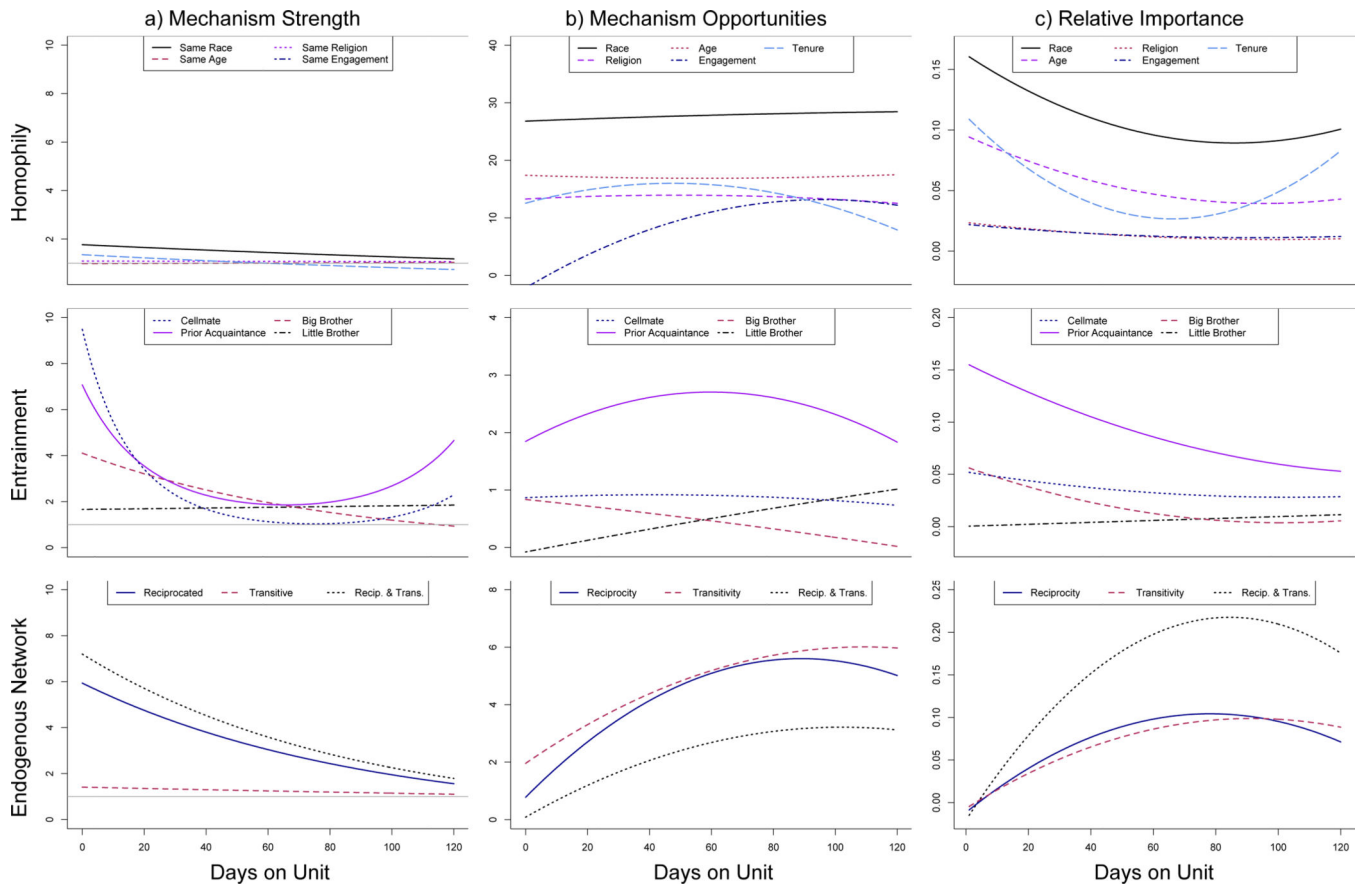 a) Mechanism Strength
b) Mechanism Opportunities
c) Relative Importance
Homophily
10
8
6
4
2
0
Same Race
Same Religion
Same Age
Same Engagement
40
30
20
10
0
Race
Age
Tenure
Religion
Engagement
0.15
0.10
0.05
0.00
Race
Religion
Tenure
Age
Engagement
Entrainment
10
8
6
4
2
0
Cellmate
Big Brother
Prior Acquaintance
Little Brother
4
3
2
1
0
Cellmate
Big Brother
Prior Acquaintance
Little Brother
0.20
0.15
0.10
0.05
0.00
Cellmate
Big Brother
Prior Acquaintance
Little Brother
Endogenous Network
10
8
6
4
2
0
Reciprocated
Transitive
Recip. & Trans.
8
6
4
2
0
Reciprocity
Transitivity
Recip. & Trans.
0.25
0.20
0.15
0.10
0.05
0.00
Reciprocity
Transitivity
Recip. & Trans.
0 20 40 60 80 100 120
0 20 40 60 80 100 120
0 20 40 60 80 100 120
Days on Unit
Days on Unit
Days on Unit